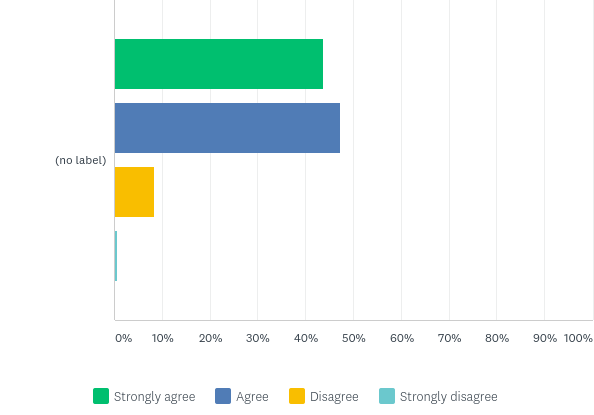 (no label)
0% 10% 20% 30% 40% 50% 60% 70% 80% 90% 100%
Strongly agree Agree Disagree Strongly disagree